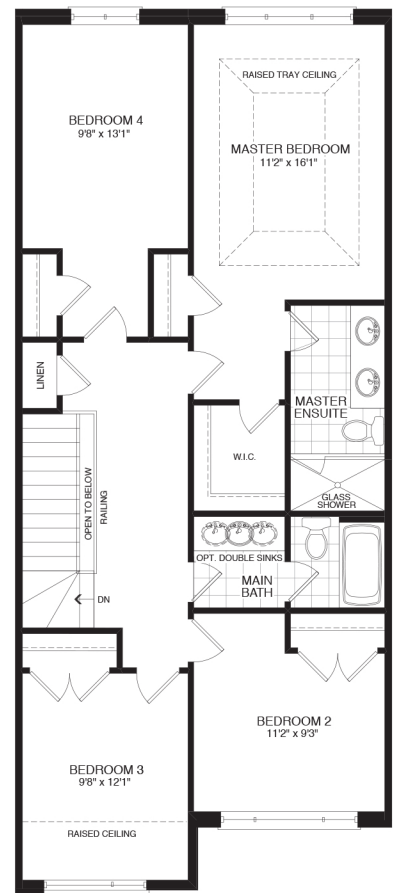 BEDROOM 4
9'8" x 13'1"
RAISED TRAY CEILING
MASTER BEDROOM
11'2" x 16'1"
LINEN
MASTER
ENSUITE
W.I.C.
OPEN TO BELOW
RAILING
GLASS
SHOWER
OPT. DOUBLE SINKS
MAIN
BATH
DN
BEDROOM 2
11'2" x 9'3"
BEDROOM 3
9'8" x 12'1"
RAISED CEILING